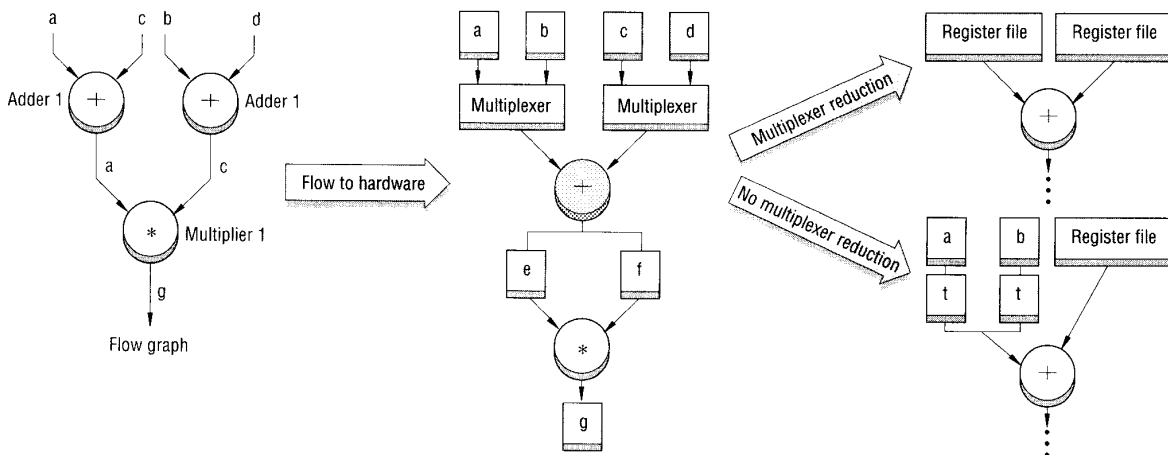 a c b d
Adder 1 + + Adder 1
a c
* Multiplier 1
g
Flow graph
Flow to hardware
a b c d
Multiplexer Multiplexer
+
e f
*
g
Multiplexer reduction
No multiplexer reduction
Register file Register file
+
a b Register file
t t
+